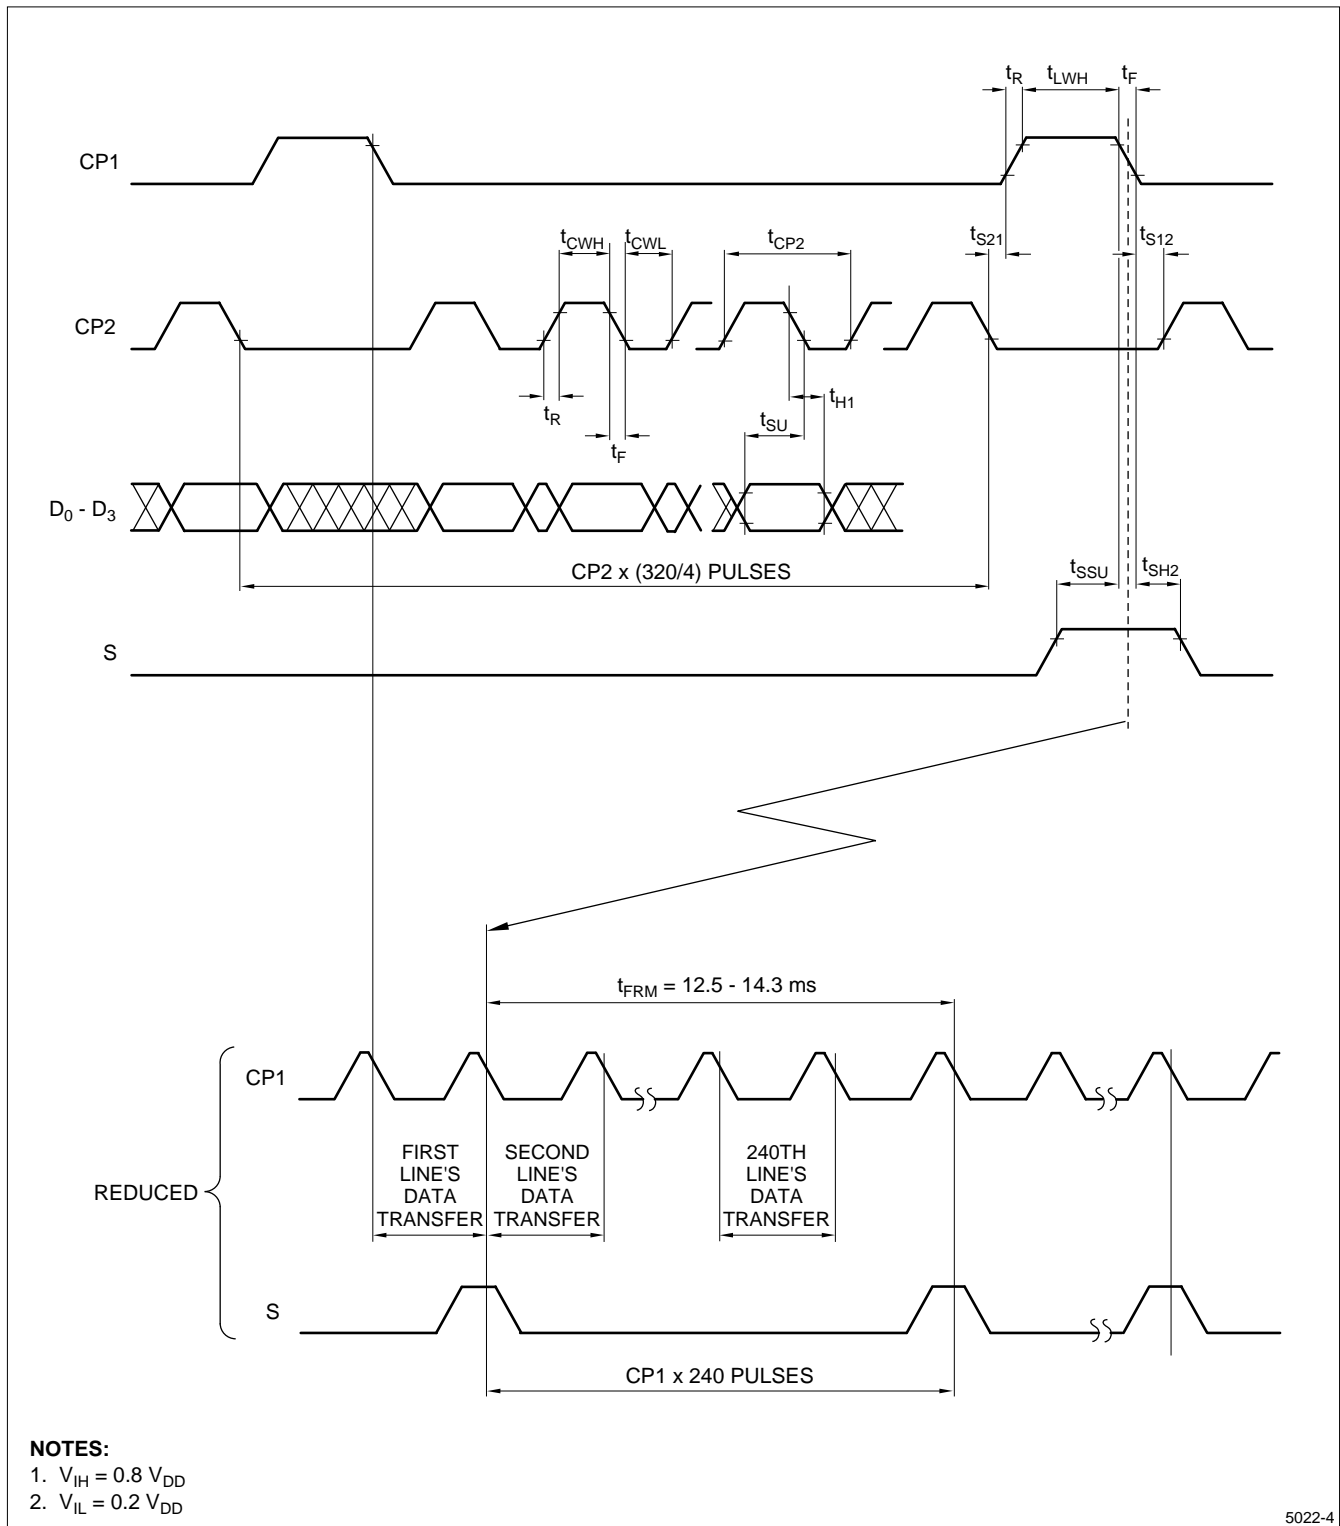 tR tLWH tF
CP1
tCWH tCWL tCP2 tS21 tS12
CP2
tR tF tSU tH1
D0 - D3
CP2 x (320/4) PULSES
tSSU tSH2
S
tFRM = 12.5 - 14.3 ms
CP1
REDUCED
FIRST
LINE'S
DATA
TRANSFER
SECOND
LINE'S
DATA
TRANSFER
240TH
LINE'S
DATA
TRANSFER
S
CP1 x 240 PULSES
NOTES:
1. VIH = 0.8 VDD
2. VIL = 0.2 VDD
5022-4